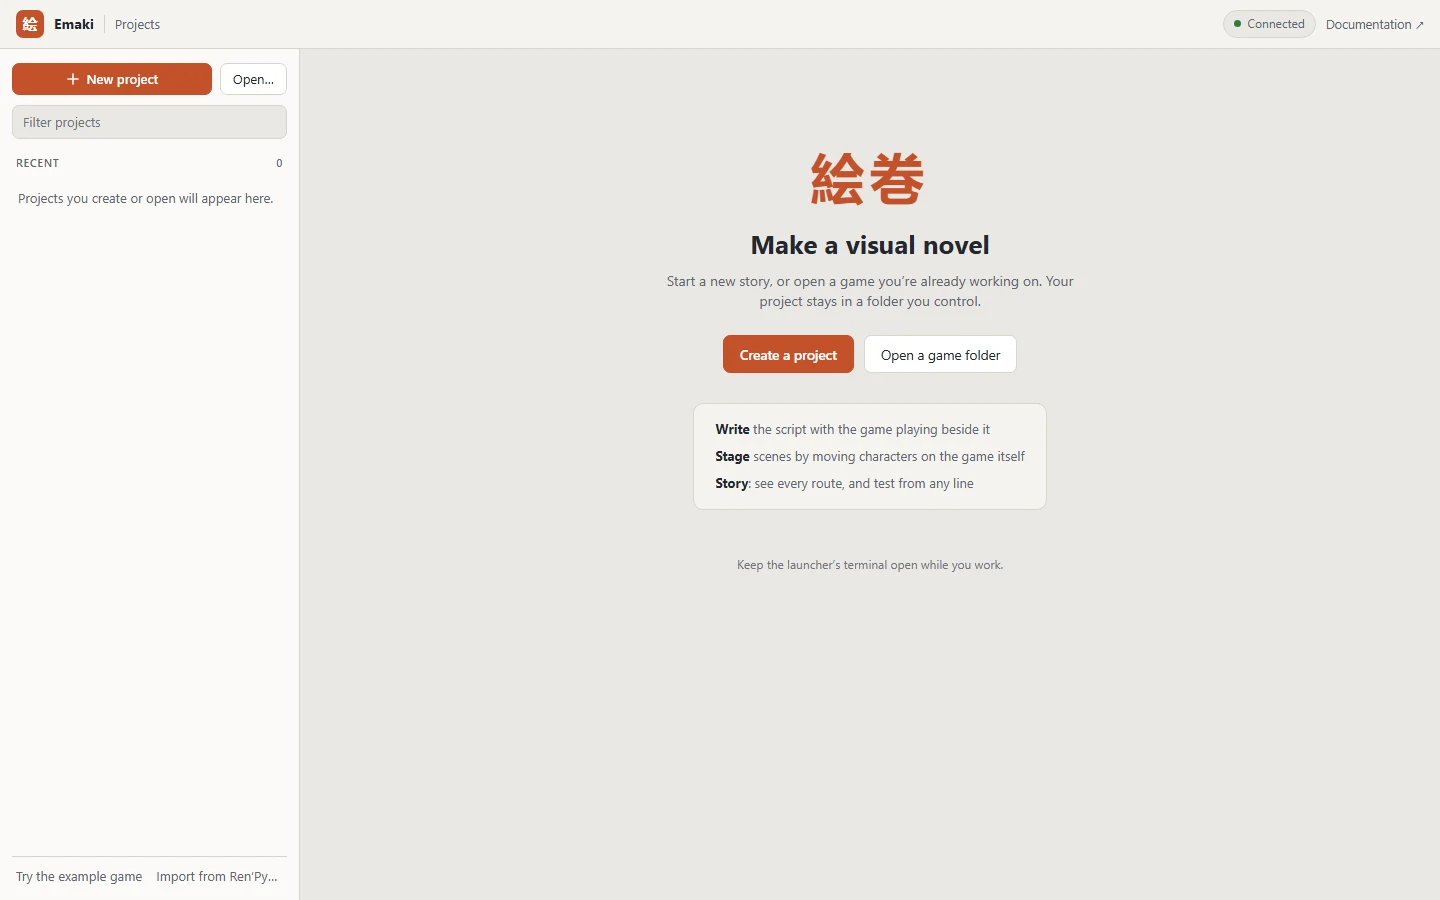 絵 Emaki Projects Connected Documentation ↗
+ New project Open...
Filter projects
RECENT 0
Projects you create or open will appear here.
絵巻
Make a visual novel
Start a new story, or open a game you’re already working on. Your
project stays in a folder you control.
Create a project Open a game folder
Write the script with the game playing beside it
Stage scenes by moving characters on the game itself
Story: see every route, and test from any line
Keep the launcher’s terminal open while you work.
Try the example game Import from Ren’Py...